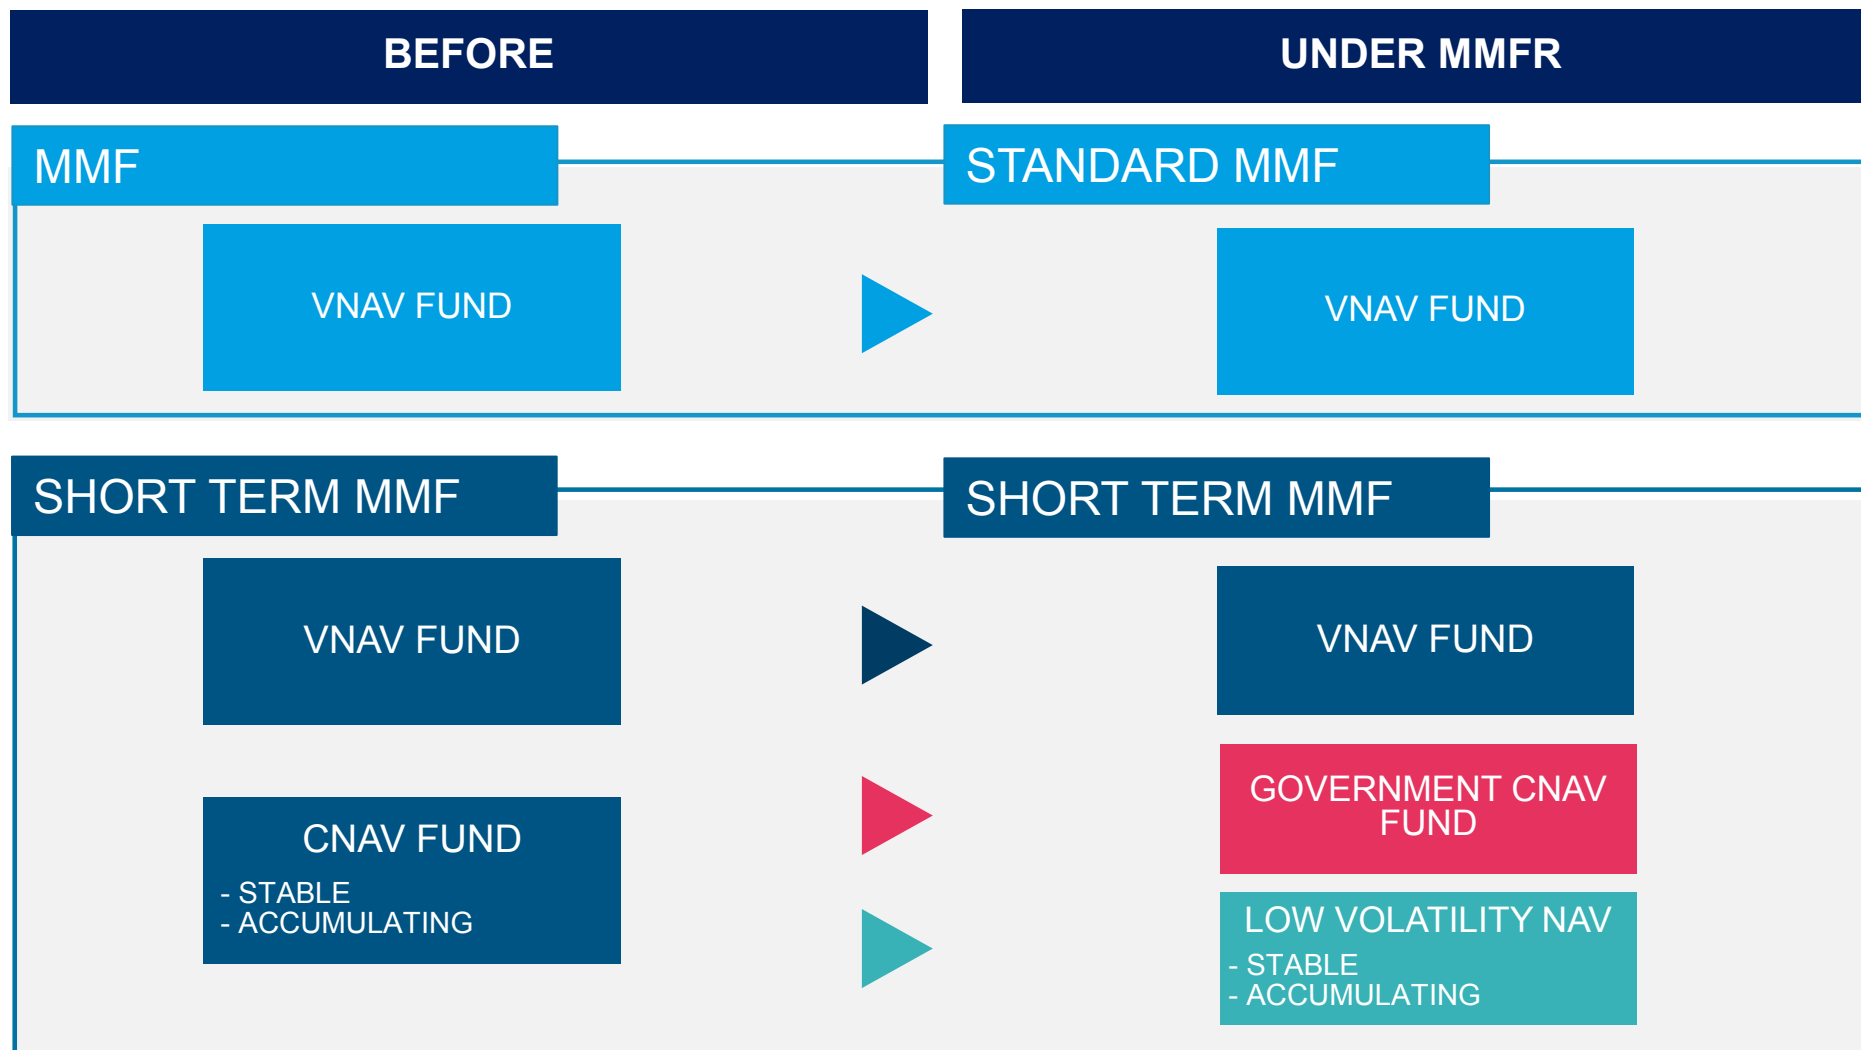 BEFORE
UNDER MMFR
MMF
STANDARD MMF
VNAV FUND
VNAV FUND
SHORT TERM MMF
SHORT TERM MMF
VNAV FUND
VNAV FUND
CNAV FUND
- STABLE
- ACCUMULATING
GOVERNMENT CNAV
FUND
LOW VOLATILITY NAV
- STABLE
- ACCUMULATING